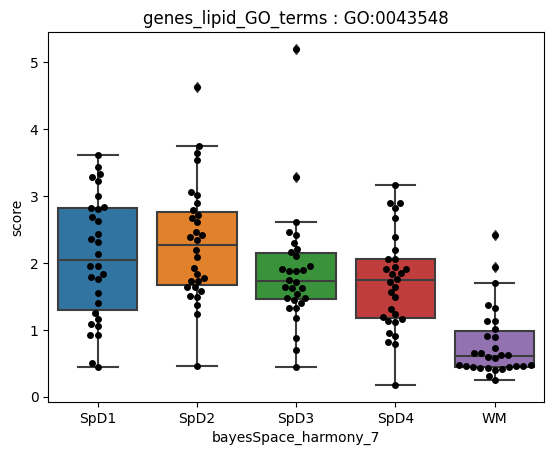 genes_lipid_GO_terms : GO:0043548
5
4
3
2
1
0
score
SpD1 SpD2 SpD3 SpD4 WM
bayesSpace_harmony_7